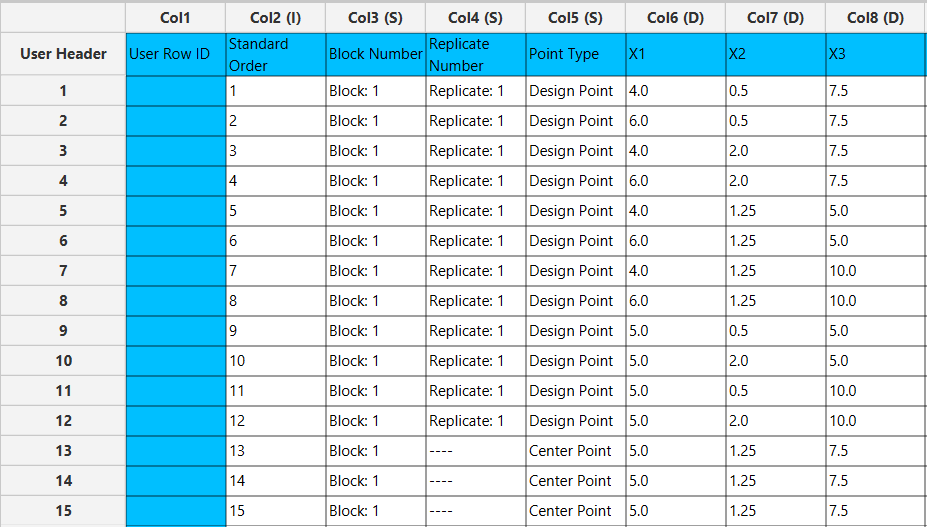 Col1 Col2 (I) Col3 (S) Col4 (S) Col5 (S) Col6 (D) Col7 (D) Col8 (D)
User Header User Row ID Standard Order Block Number Replicate Number Point Type X1 X2 X3
1 1 Block: 1 Replicate: 1 Design Point 4.0 0.5 7.5
2 2 Block: 1 Replicate: 1 Design Point 6.0 0.5 7.5
3 3 Block: 1 Replicate: 1 Design Point 4.0 2.0 7.5
4 4 Block: 1 Replicate: 1 Design Point 6.0 2.0 7.5
5 5 Block: 1 Replicate: 1 Design Point 4.0 1.25 5.0
6 6 Block: 1 Replicate: 1 Design Point 6.0 1.25 5.0
7 7 Block: 1 Replicate: 1 Design Point 4.0 1.25 10.0
8 8 Block: 1 Replicate: 1 Design Point 6.0 1.25 10.0
9 9 Block: 1 Replicate: 1 Design Point 5.0 0.5 5.0
10 10 Block: 1 Replicate: 1 Design Point 5.0 2.0 5.0
11 11 Block: 1 Replicate: 1 Design Point 5.0 0.5 10.0
12 12 Block: 1 Replicate: 1 Design Point 5.0 2.0 10.0
13 13 Block: 1 ---- Center Point 5.0 1.25 7.5
14 14 Block: 1 ---- Center Point 5.0 1.25 7.5
15 15 Block: 1 ---- Center Point 5.0 1.25 7.5